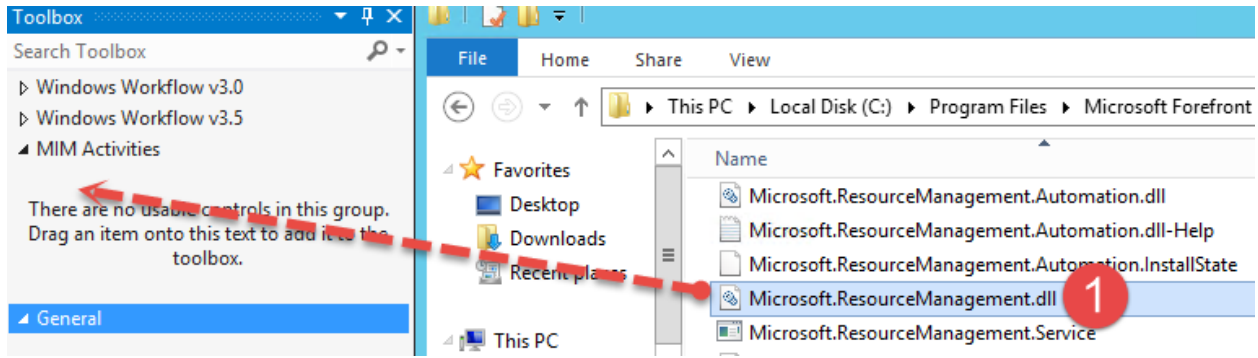 Toolbox
Search Toolbox
Windows Workflow v3.0
Windows Workflow v3.5
MIM Activities
There are no usable controls in this group.
Drag an item onto this text to add it to the
toolbox.
General
File Home Share View
This PC Local Disk (C:) Program Files Microsoft Forefront
Favorites
Desktop
Downloads
Recent places
This PC
Name
Microsoft.ResourceManagement.Automation.dll
Microsoft.ResourceManagement.Automation.dll-Help
Microsoft.ResourceManagement.Automation.InstallState
Microsoft.ResourceManagement.dll
1
Microsoft.ResourceManagement.Service